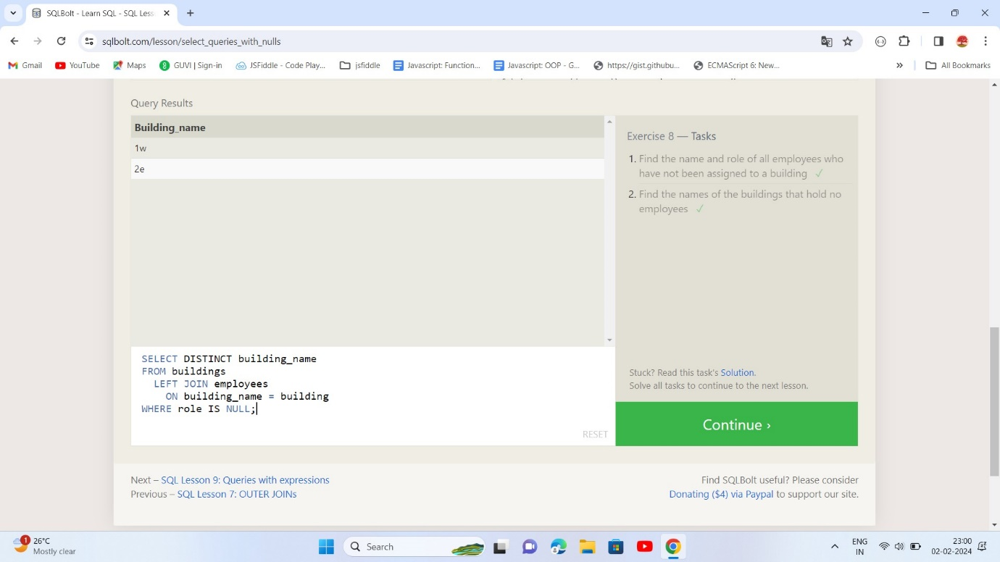 SQLBolt - Learn SQL - SQL Less
sqlbolt.com/lesson/select_queries_with_nulls
Gmail
YouTube
Maps
GUVI | Sign-in
JSFiddle - Code Play...
jsfiddle
Javascript: Function...
Javascript: OOP - G...
https://gist.githubu...
ECMAScript 6: New...
»
All Bookmarks
Query Results
Building_name
1w
2e
Exercise 8 — Tasks
1. Find the name and role of all employees who
have not been assigned to a building ✓
2. Find the names of the buildings that hold no
employees ✓
SELECT DISTINCT building_name
FROM buildings
LEFT JOIN employees
ON building_name = building
WHERE role IS NULL;
RESET
Stuck? Read this task's Solution.
Solve all tasks to continue to the next lesson.
Continue ›
Next – SQL Lesson 9: Queries with expressions
Previous – SQL Lesson 7: OUTER JOINs
Find SQLBolt useful? Please consider
Donating ($4) via Paypal to support our site.
1
26°C
Mostly clear
Search
ENG
IN
23:00
02-02-2024